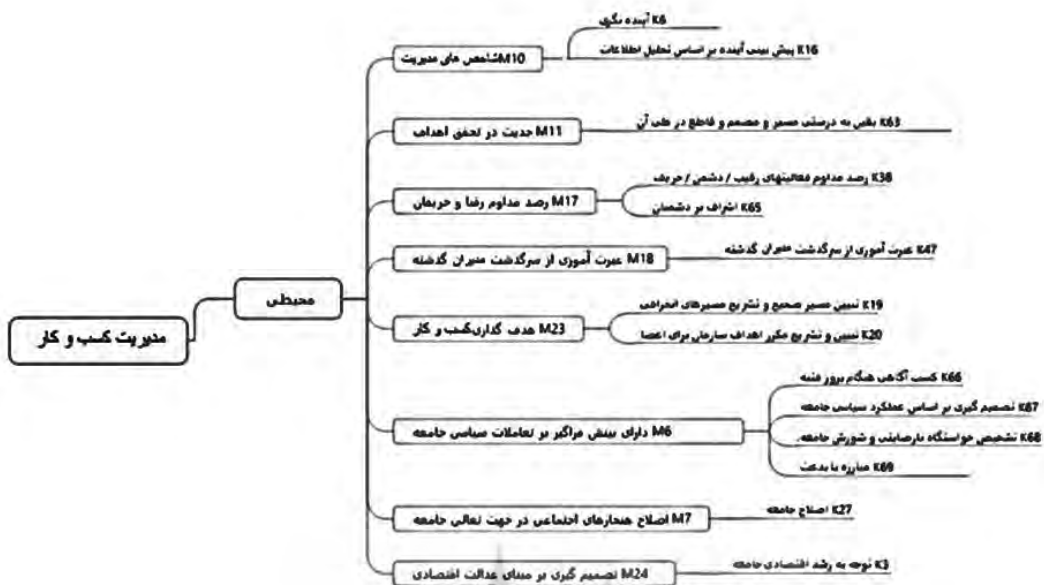 مدیریت کسب و کار
محیطی
M10شاخص های مدیریت
K6 آینده نگری
K16 پیش بینی آینده بر اساس تحلیل اطلاعات
M11 جدیت در تحقق اهداف
K63 یقین به درستی مسیر و مصمم و قاطع در طی آن
M17 رصد مداوم رقبا و حریفان
K38 رصد مداوم فعالیتهای رقیب / دشمن / حریف
K65 اشراف بر دشمنان
M18 عبرت آموزی از سرگذشت مدیران گذشته
K47 عبرت آموزی از سرگذشت مدیران گذشته
M23 هدف گذاری کسب و کار
K19 تبیین مسیر صحیح و تشریح مسیرهای انحرافی
K20 تبیین و تشریح مکرر اهداف سازمانی برای اعضا
M6 دارای بینش فراگیر بر تعاملات سیاسی جامعه
K66 کسب آگاهی هنگام بروز فتنه
K67 تصمیم گیری بر اساس عملکرد سیاسی جامعه
K68 تشخیص خواستگاه نارضایتی و شورش جامعه.
K69 مبارزه با بدعت
M7 اصلاح هنجارهای اجتماعی در جهت تعالی جامعه
K27 اصلاح جامعه
M24 تصمیم گیری بر مبنای عدالت اقتصادی
K3 توجه به رشد اقتصادی جامعه